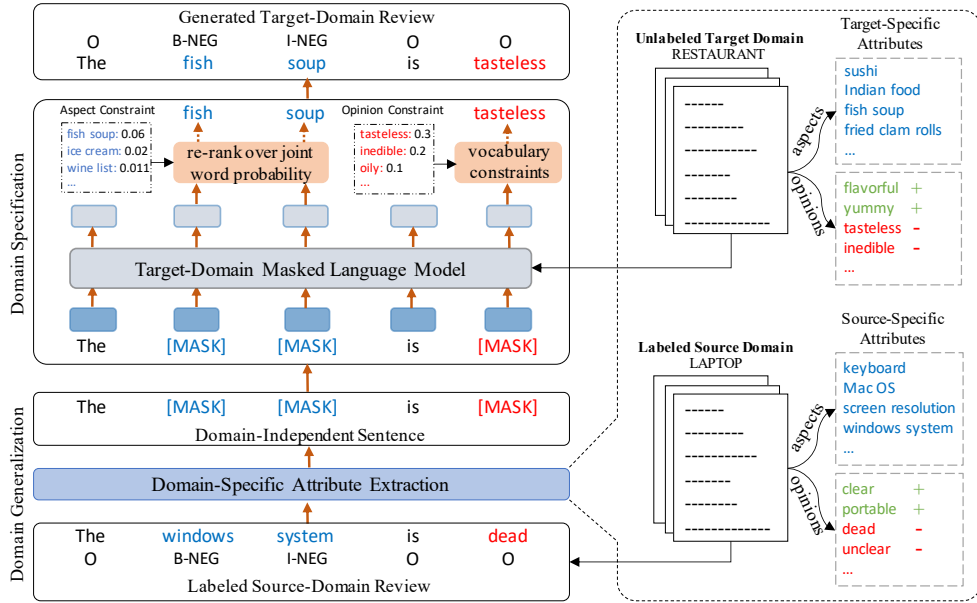 Generated Target-Domain Review
O B-NEG I-NEG O O
The fish soup is tasteless
Domain Specification
Aspect Constraint
fish soup: 0.06
ice cream: 0.02
wine list: 0.011
...
fish soup tasteless
re-rank over joint
word probability
Opinion Constraint
tasteless: 0.3
inedible: 0.2
oily: 0.1
...
vocabulary
constraints
Target-Domain Masked Language Model
The [MASK] [MASK] is [MASK]
Domain Generalization
The [MASK] [MASK] is [MASK]
Domain-Independent Sentence
Domain-Specific Attribute Extraction
The windows system is dead
O B-NEG I-NEG O O
Labeled Source-Domain Review
Unlabeled Target Domain
RESTAURANT
aspects
opinions
Target-Specific
Attributes
sushi
Indian food
fish soup
fried clam rolls
...
flavorful +
yummy +
tasteless -
inedible -
...
Labeled Source Domain
LAPTOP
aspects
opinions
Source-Specific
Attributes
keyboard
Mac OS
screen resolution
windows system
...
clear +
portable +
dead -
unclear -
...